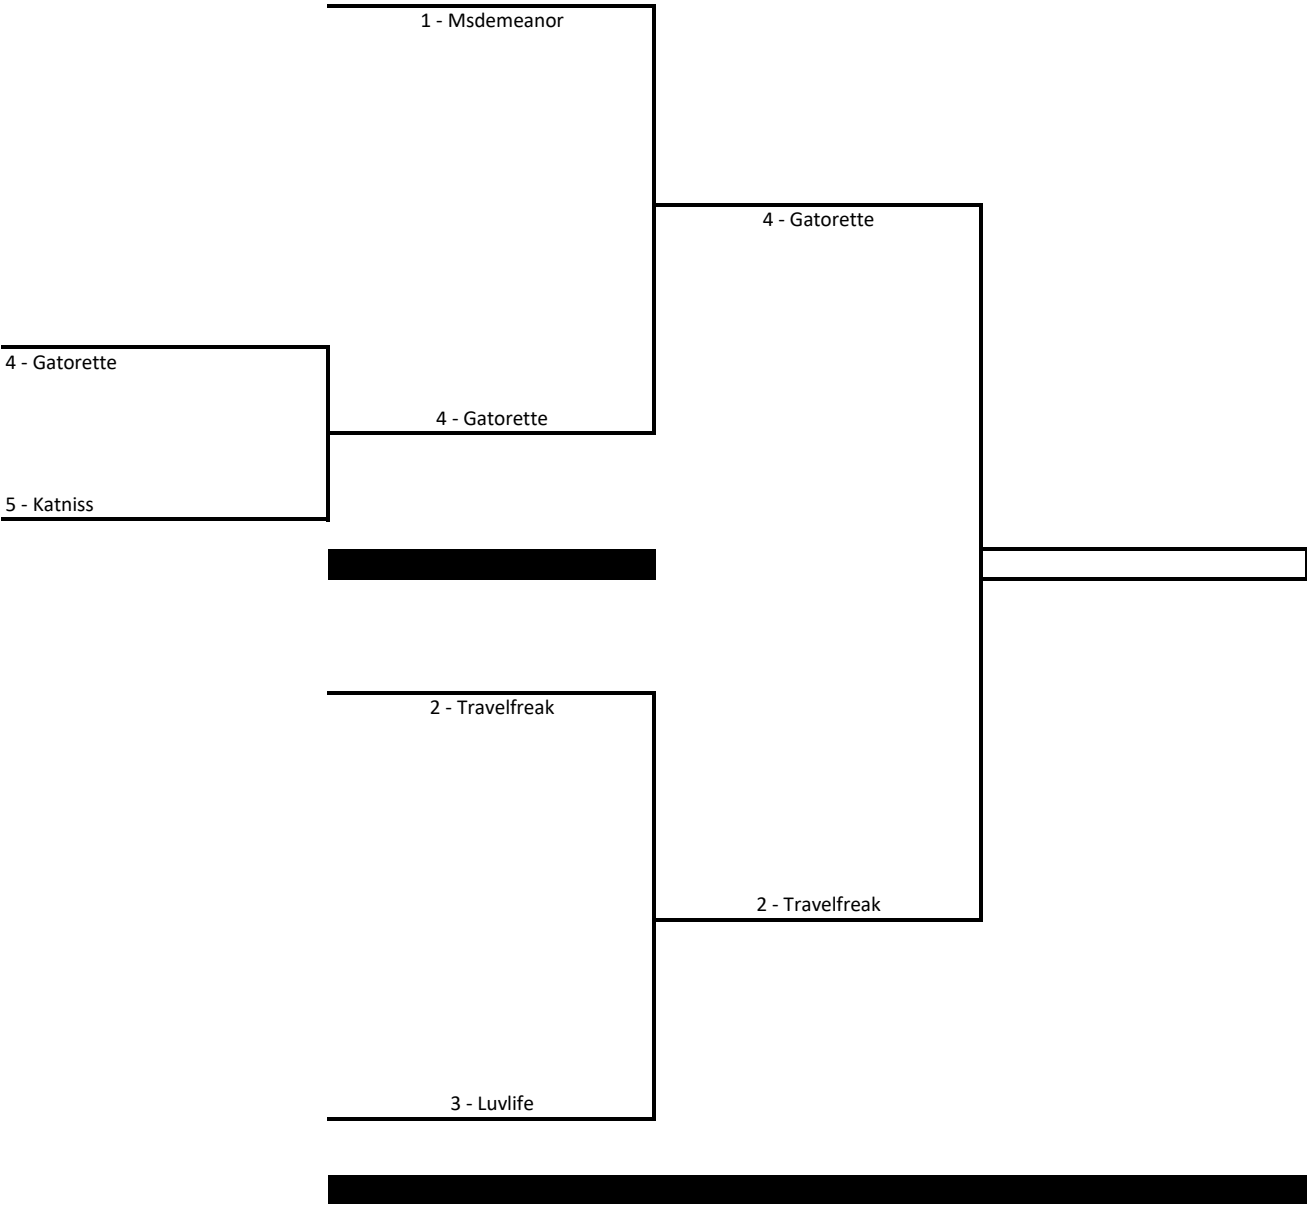 1 - Msdemeanor
4 - Gatorette
4 - Gatorette
4 - Gatorette
5 - Katniss
2 - Travelfreak
2 - Travelfreak
3 - Luvlife